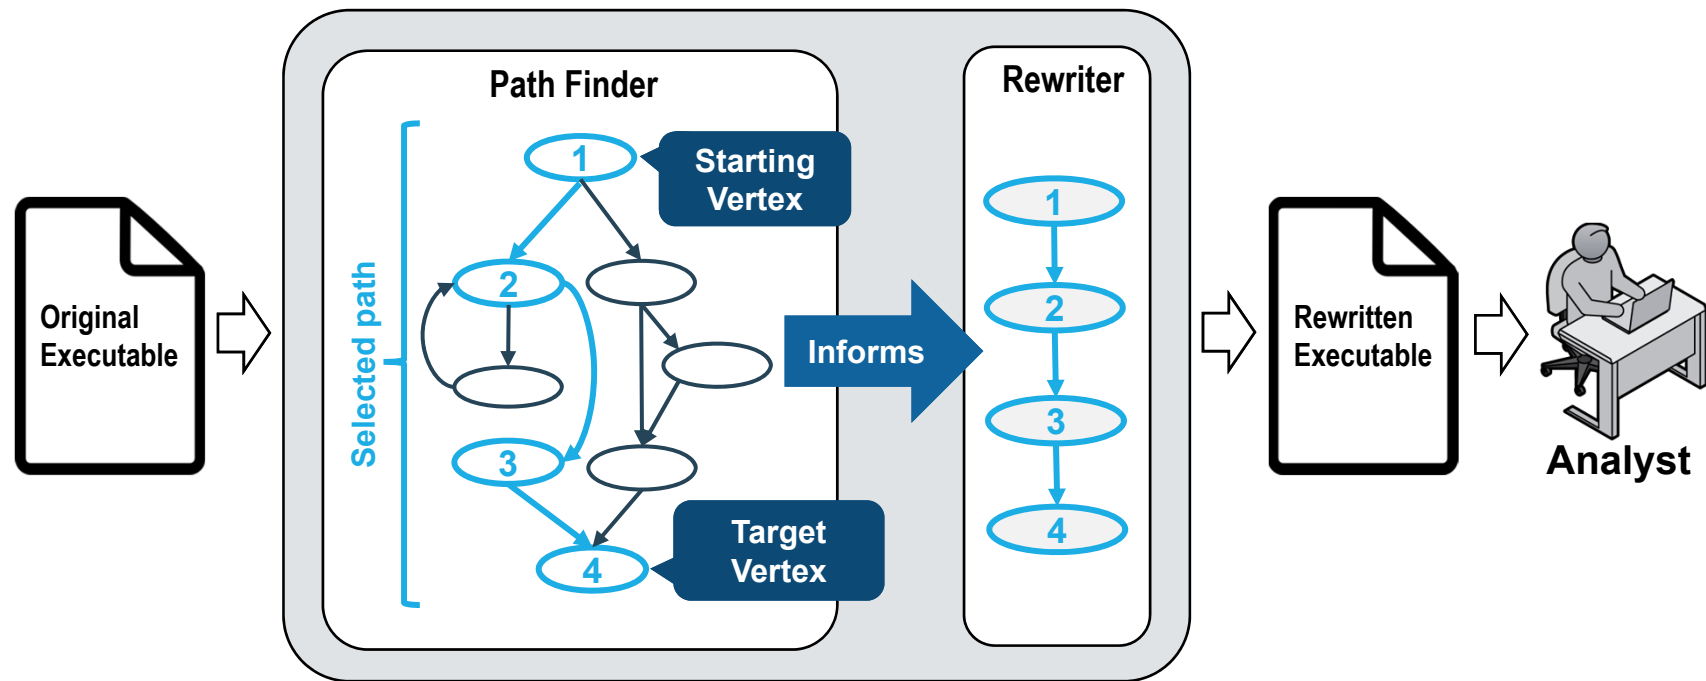 Original
Executable
Path Finder
Selected path
1
Starting
Vertex
2
3
4
Target
Vertex
Informs
Rewriter
1
2
3
4
Rewritten
Executable
Analyst